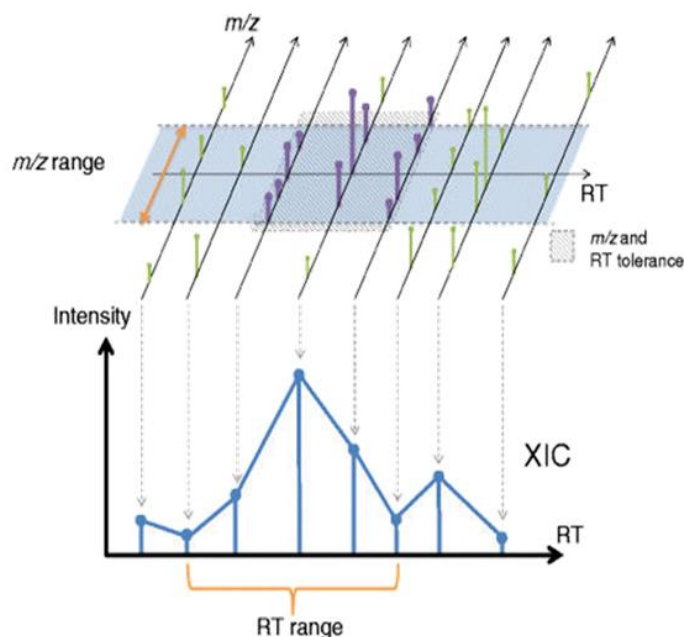 m/z
m/z range
RT
m/z and
RT tolerance
Intensity
XIC
RT
RT range